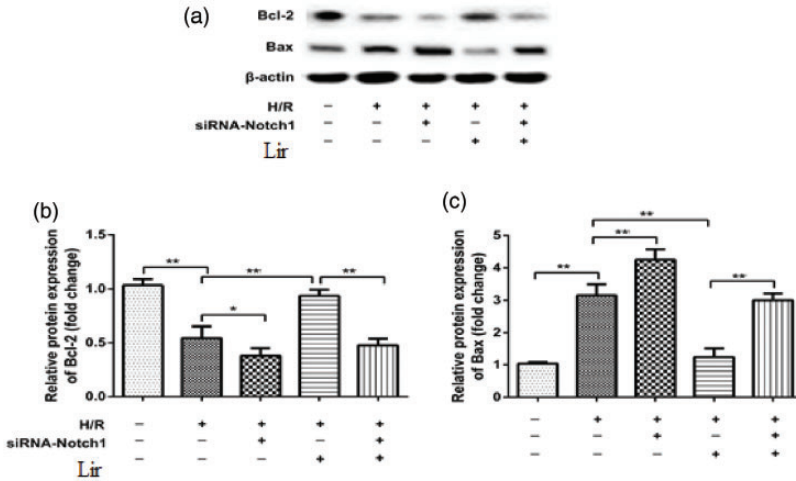 (a)
Bcl-2
Bax
β-actin
H/R - + + + +
siRNA-Notch1 - - + - +
Lir - - - + +
(b)
Relative protein expression
of Bcl-2 (fold change)
1.5
1.0
0.5
0.0
** ** **
*
H/R - + + + +
siRNA-Notch1 - - + - +
Lir - - - + +
(c)
Relative protein expression
of Bax (fold change)
5
4
3
2
1
0
**
**
** **
- + + + +
- - + - +
- - - + +